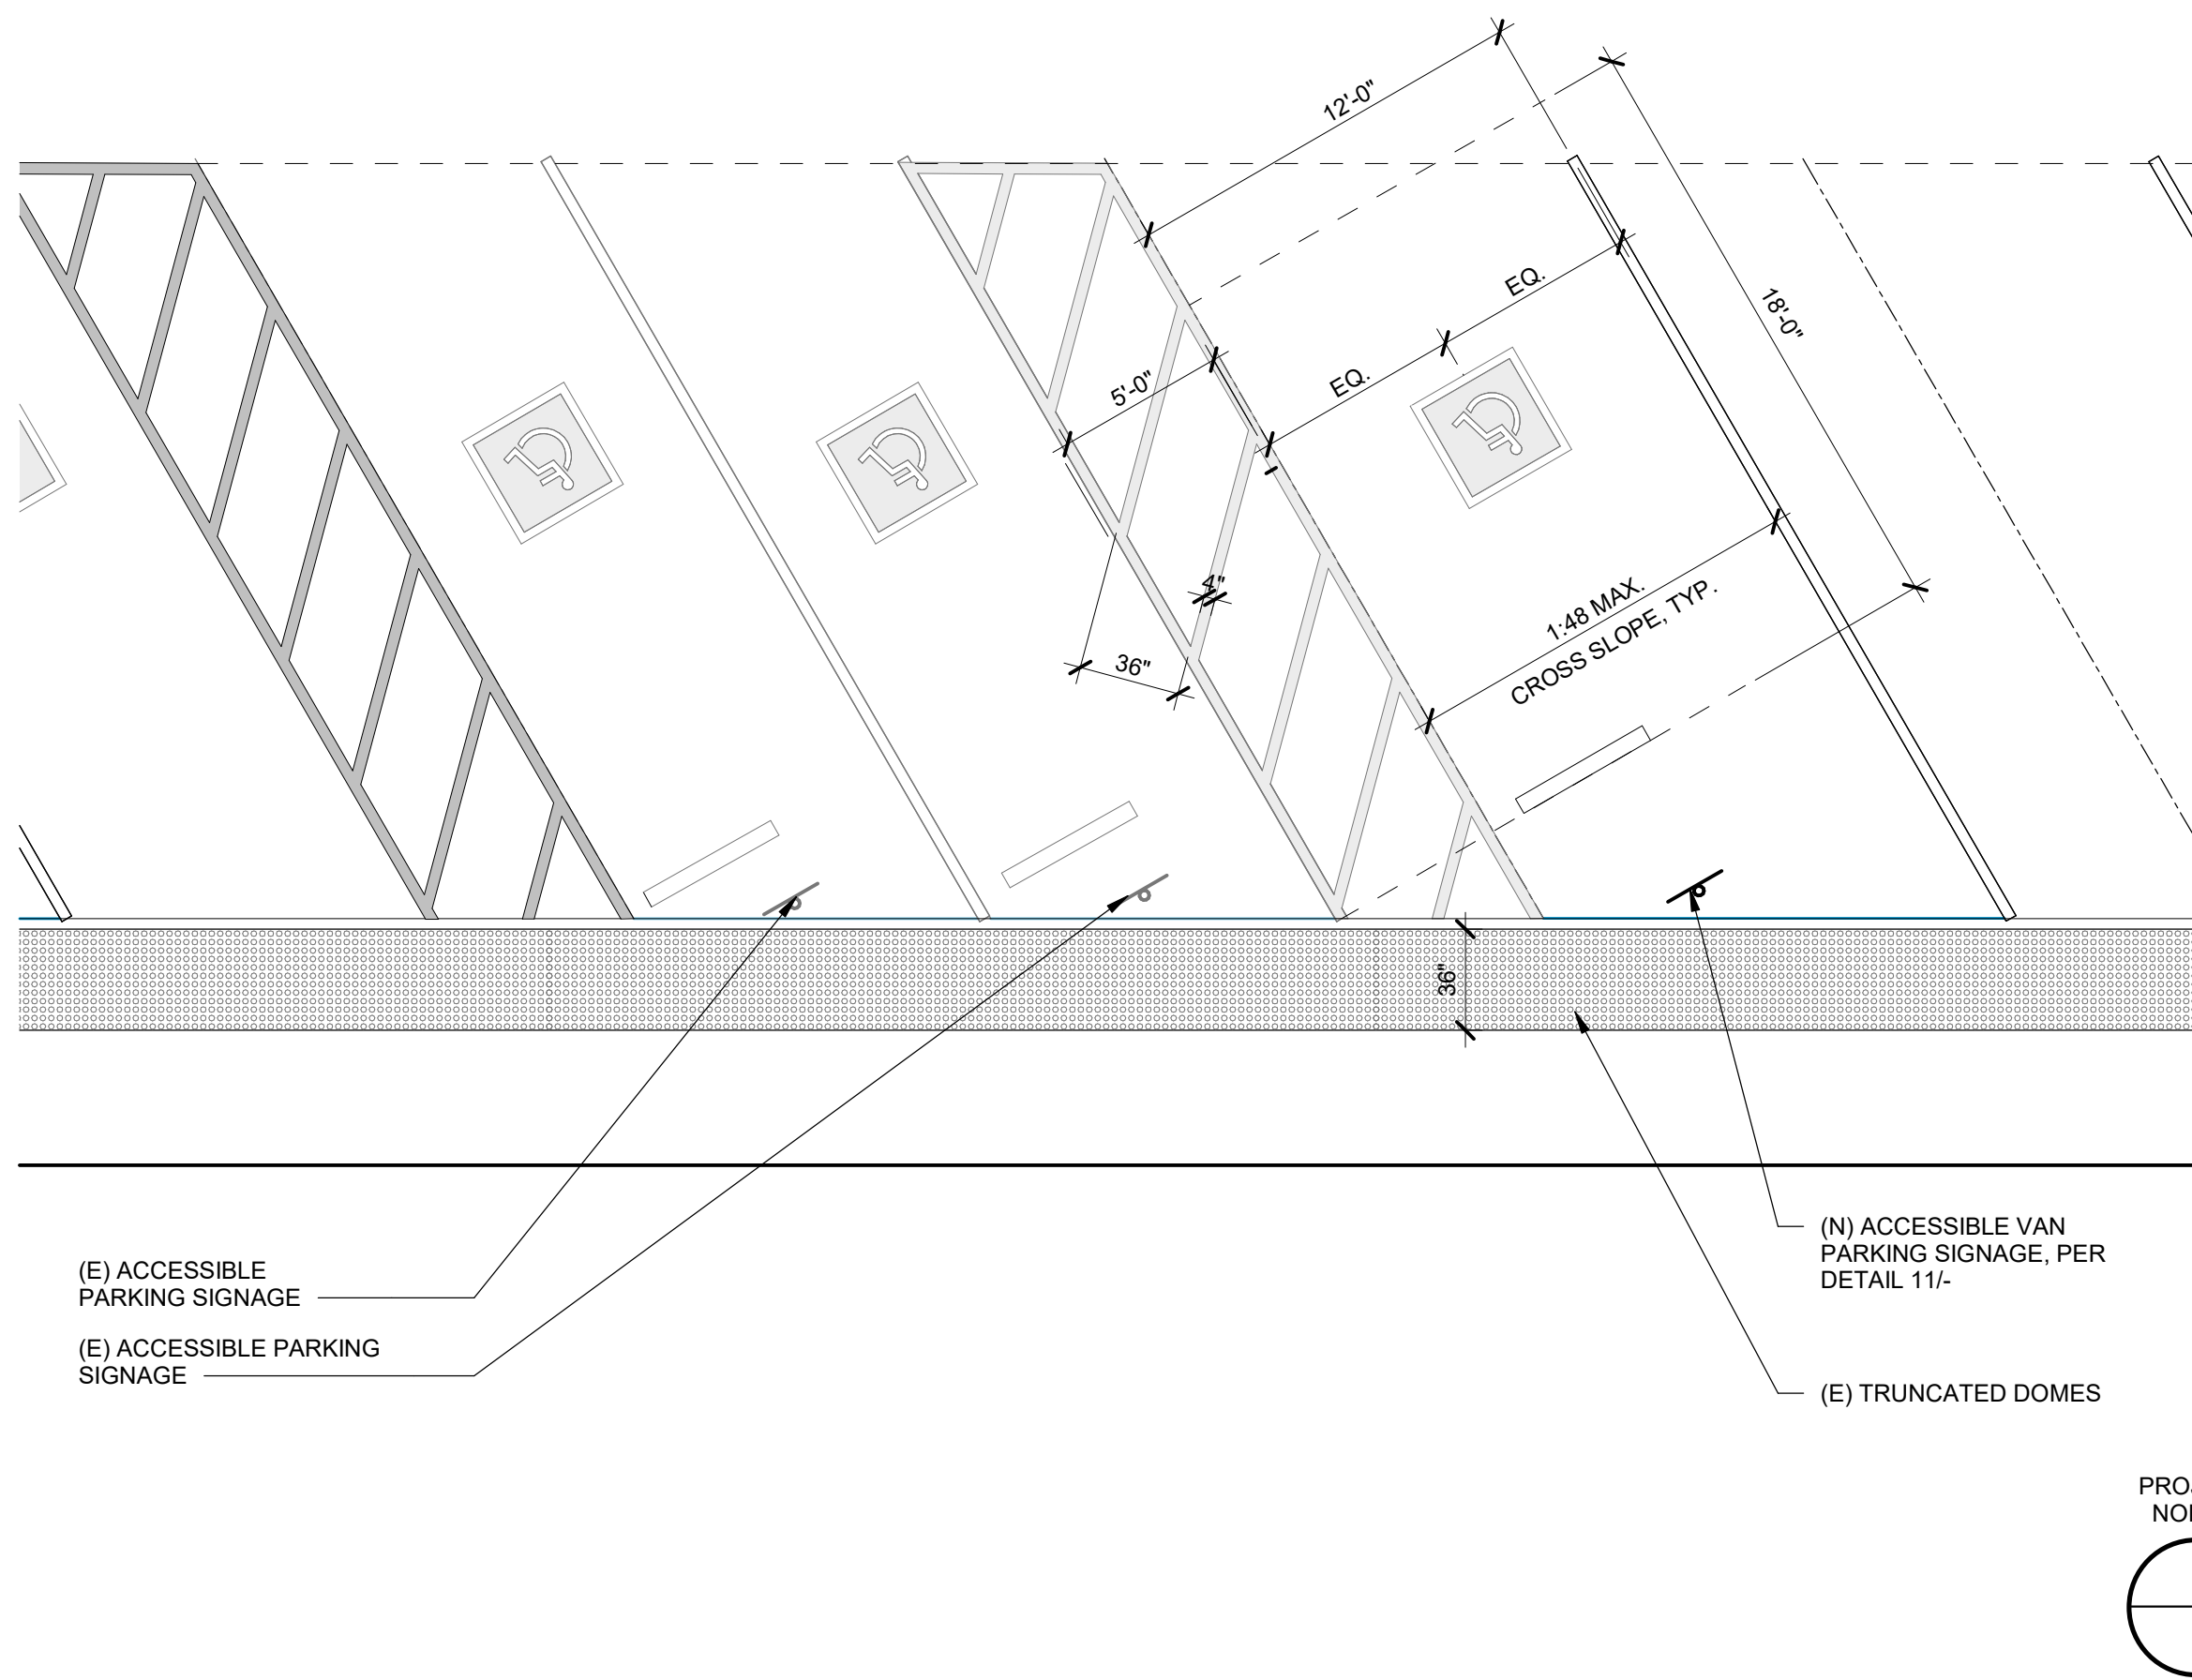 12'-0"
18'-0"
EQ.
EQ.
5'-0"
4"
36"
1:48 MAX.
CROSS SLOPE, TYP.
36"
(E) ACCESSIBLE
PARKING SIGNAGE
(E) ACCESSIBLE PARKING
SIGNAGE
(N) ACCESSIBLE VAN
PARKING SIGNAGE, PER
DETAIL 11/-
(E) TRUNCATED DOMES